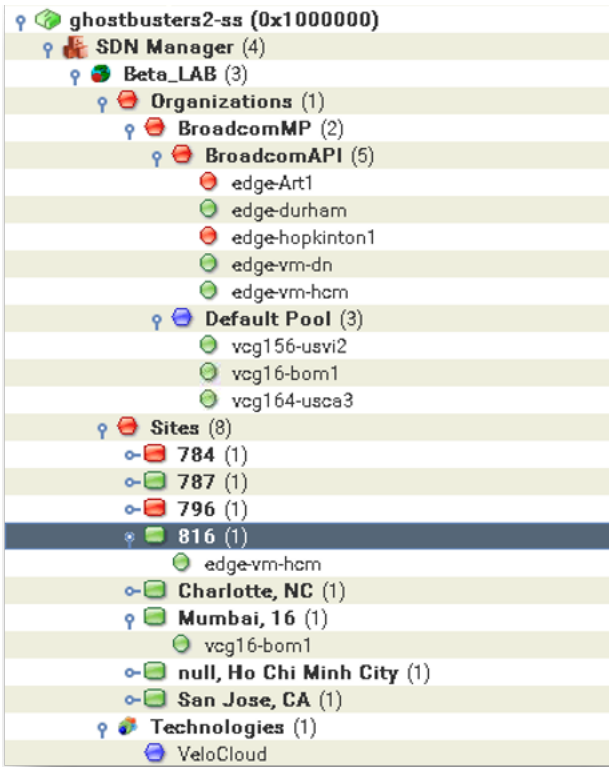 ghostbusters2-ss (0x1000000)
SDN Manager (4)
Beta_LAB (3)
Organizations (1)
BroadcomMP (2)
BroadcomAPI (5)
edge-Art1
edge-durham
edge-hopkinton1
edge-vm-dn
edge-vm-hcm
Default Pool (3)
vcg156-usvi2
vcg16-bom1
vcg164-usca3
Sites (8)
784 (1)
787 (1)
796 (1)
816 (1)
edge-vm-hcm
Charlotte, NC (1)
Mumbai, 16 (1)
vcg16-bom1
null, Ho Chi Minh City (1)
San Jose, CA (1)
Technologies (1)
VeloCloud